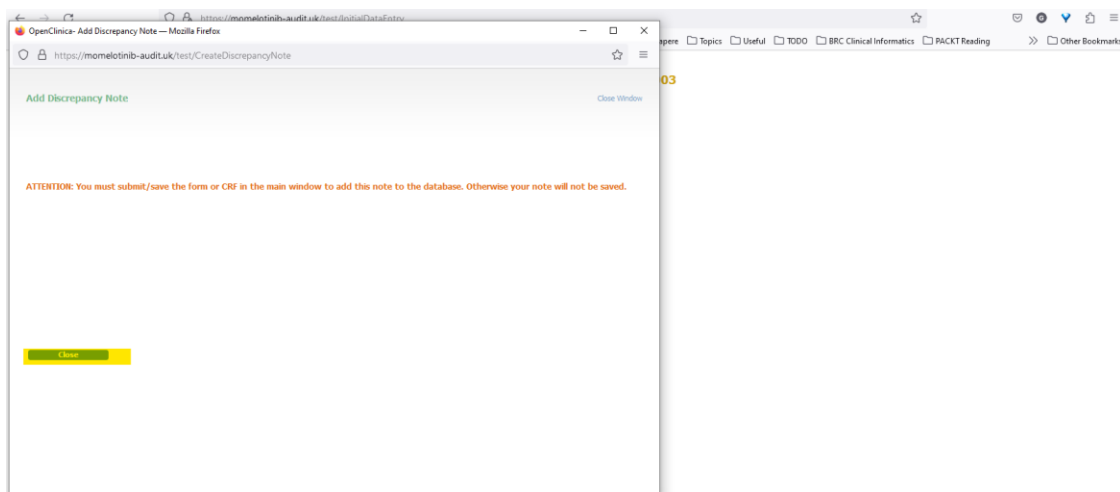 https://momelotinib-audit.uk/test/InitialDataEntry
OpenClinica- Add Discrepancy Note — Mozilla Firefox
https://momelotinib-audit.uk/test/CreateDiscrepancyNote
Topics Useful TODO BRC Clinical Informatics PACKT Reading Other Bookmarks
03
Add Discrepancy Note
Close Window
ATTENTION: You must submit/save the form or CRF in the main window to add this note to the database. Otherwise your note will not be saved.
Close